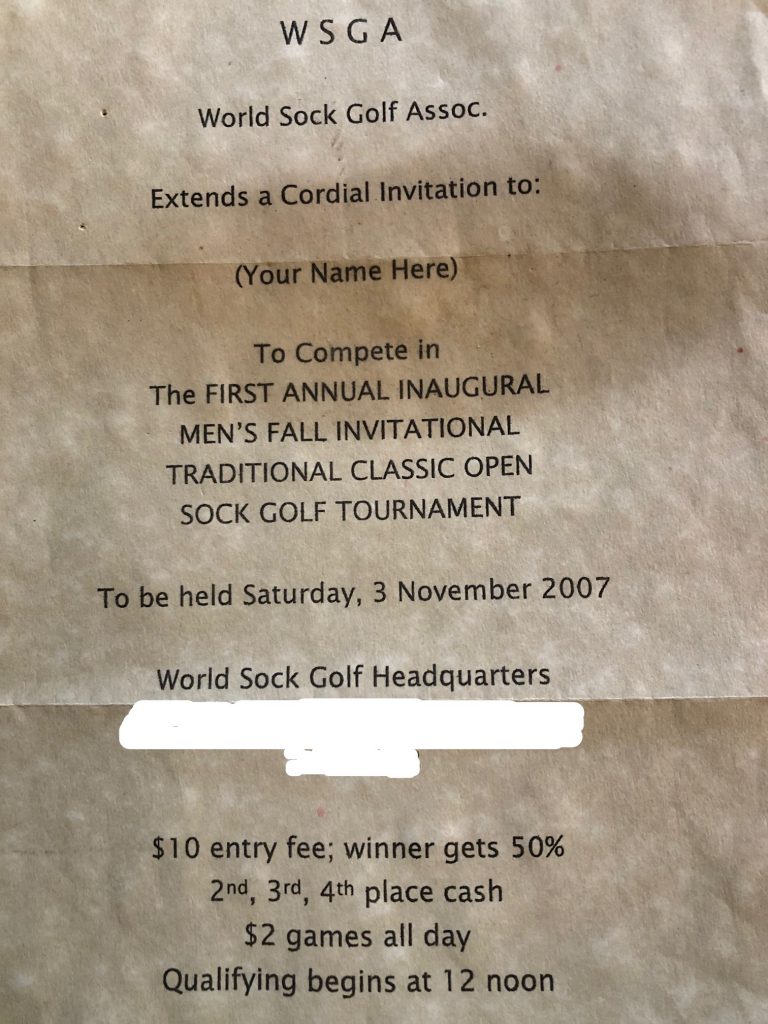 W S G A
World Sock Golf Assoc.
Extends a Cordial Invitation to:
(Your Name Here)
To Compete in
The FIRST ANNUAL INAUGURAL
MEN'S FALL INVITATIONAL
TRADITIONAL CLASSIC OPEN
SOCK GOLF TOURNAMENT
To be held Saturday, 3 November 2007
World Sock Golf Headquarters
$10 entry fee; winner gets 50%
2nd, 3rd, 4th place cash
$2 games all day
Qualifying begins at 12 noon